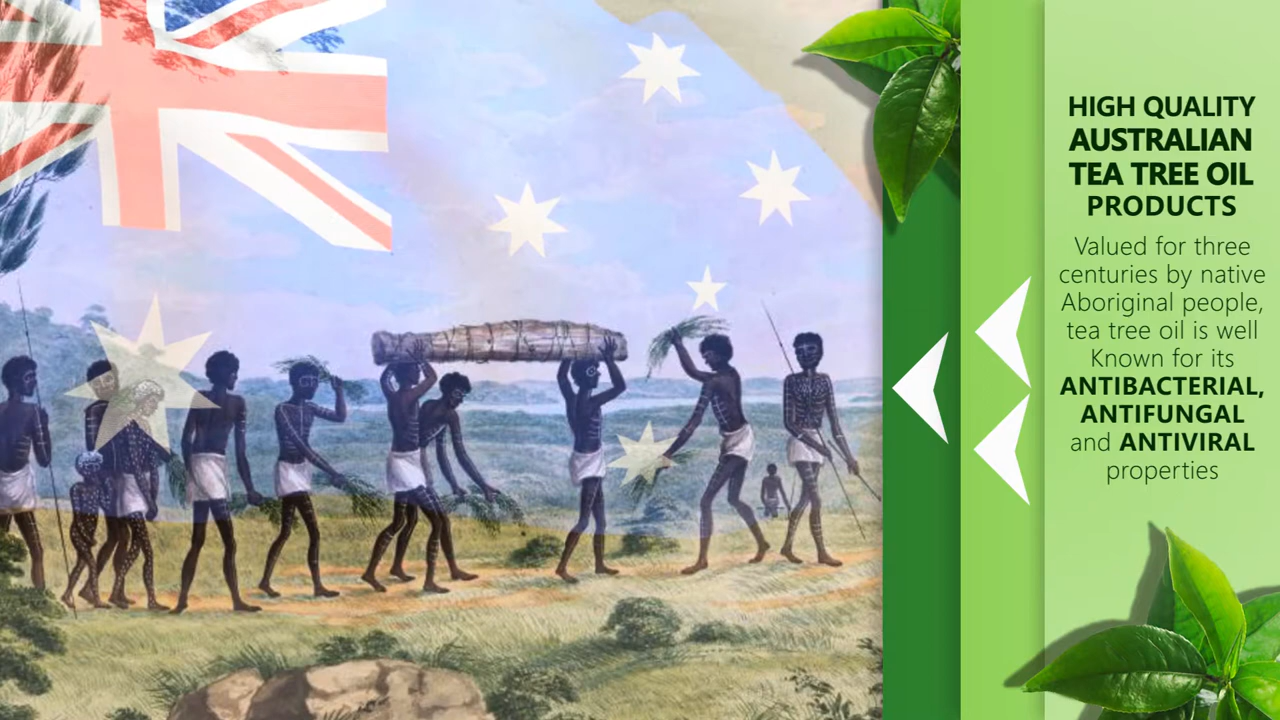 HIGH QUALITY
AUSTRALIAN
TEA TREE OIL
PRODUCTS
Valued for three
centuries by native
Aboriginal people,
tea tree oil is well
Known for its
ANTIBACTERIAL,
ANTIFUNGAL
and ANTIVIRAL
properties